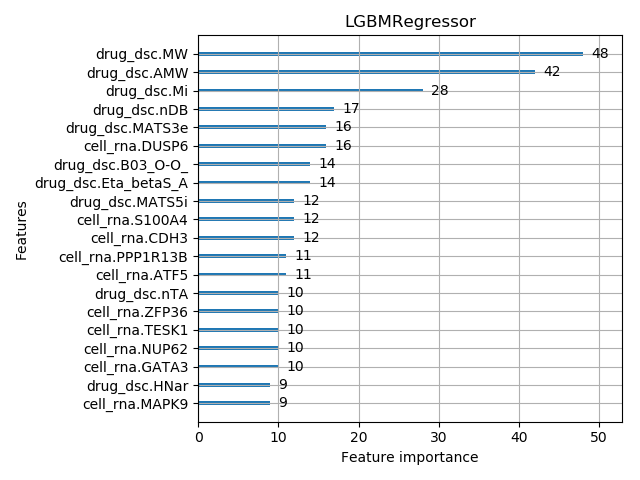 LGBMRegressor
drug_dsc.MW 48
drug_dsc.AMW 42
drug_dsc.Mi 28
drug_dsc.nDB 17
drug_dsc.MATS3e 16
cell_rna.DUSP6 16
drug_dsc.B03_O-O_ 14
drug_dsc.Eta_betaS_A 14
drug_dsc.MATS5i 12
cell_rna.S100A4 12
cell_rna.CDH3 12
cell_rna.PPP1R13B 11
cell_rna.ATF5 11
drug_dsc.nTA 10
cell_rna.ZFP36 10
cell_rna.TESK1 10
cell_rna.NUP62 10
cell_rna.GATA3 10
drug_dsc.HNar 9
cell_rna.MAPK9 9
Features
0 10 20 30 40 50
Feature importance